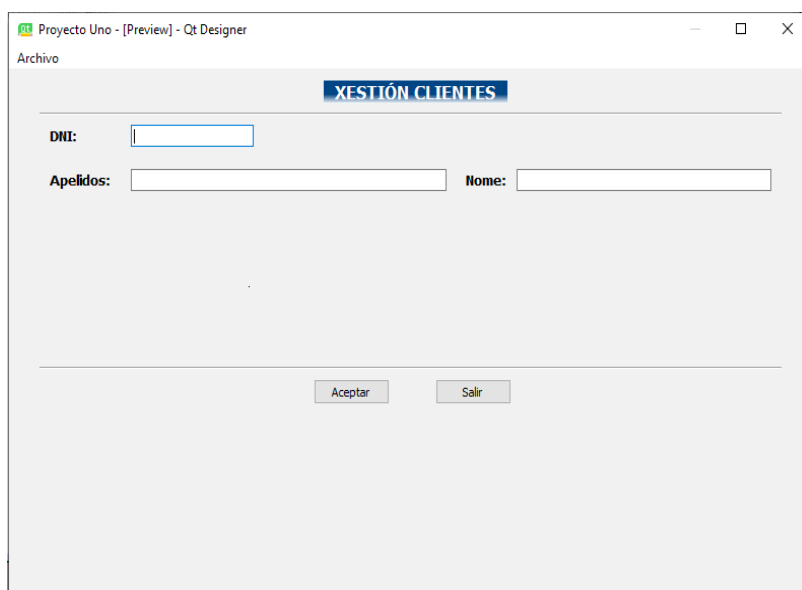 Proyecto Uno - [Preview] - Qt Designer
Archivo
XESTIÓN CLIENTES
DNI:
Apelidos: Nome:
Aceptar Salir